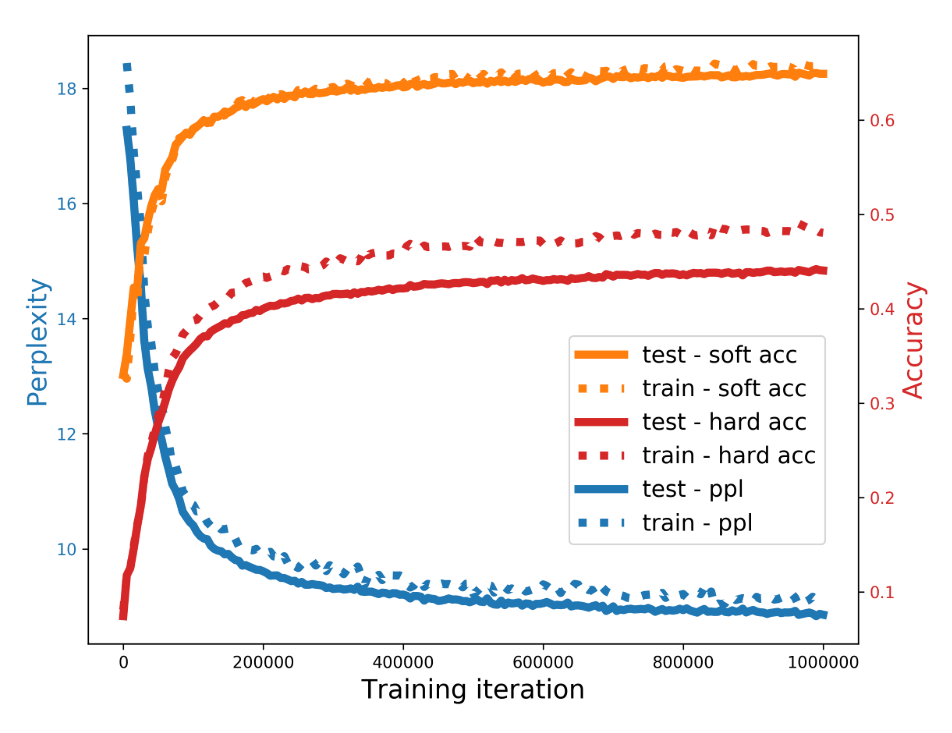 18
16
14
12
10
Perplexity
0.6
0.5
0.4
0.3
0.2
0.1
Accuracy
test - soft acc
train - soft acc
test - hard acc
train - hard acc
test - ppl
train - ppl
0 200000 400000 600000 800000 1000000
Training iteration